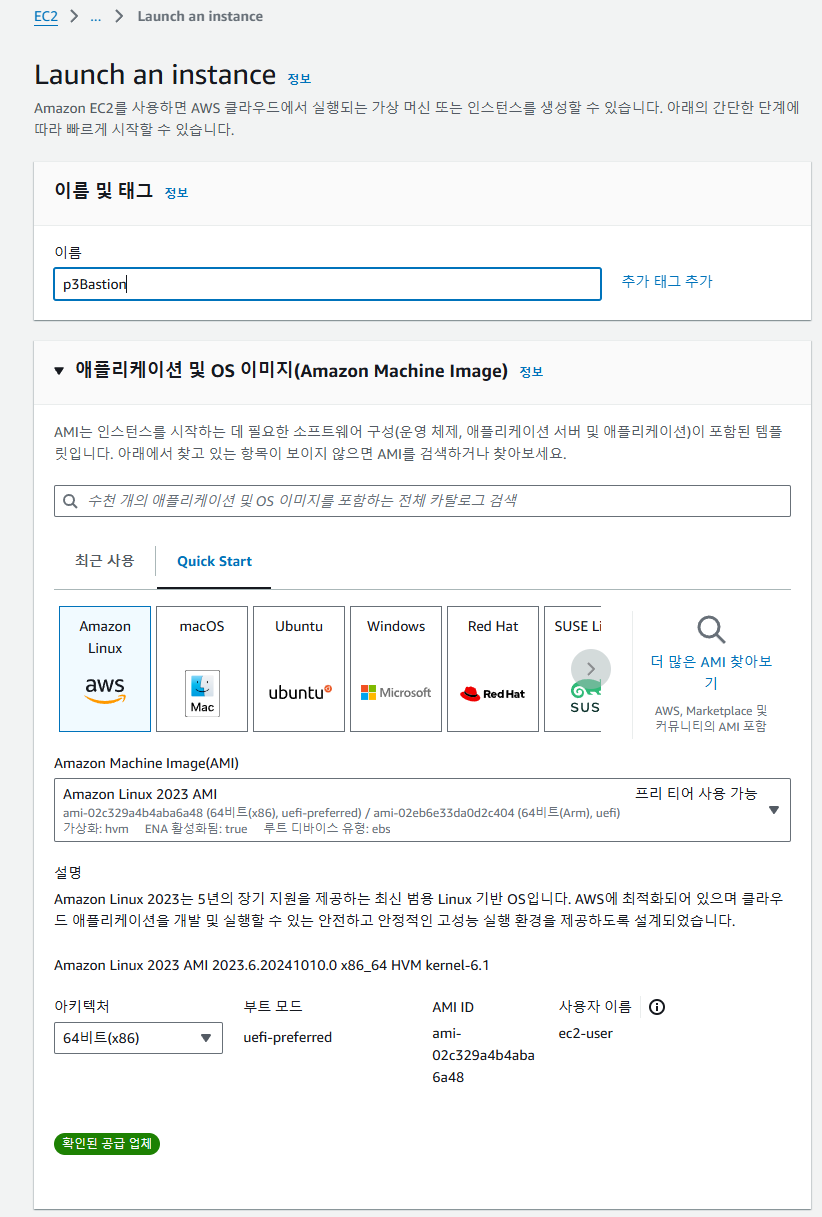 EC2 > ... > Launch an instance
Launch an instance 정보
Amazon EC2를 사용하면 AWS 클라우드에서 실행되는 가상 머신 또는 인스턴스를 생성할 수 있습니다. 아래의 간단한 단계에
따라 빠르게 시작할 수 있습니다.
이름 및 태그 정보
이름
p3Bastion
추가 태그 추가
애플리케이션 및 OS 이미지(Amazon Machine Image) 정보
AMI는 인스턴스를 시작하는 데 필요한 소프트웨어 구성(운영 체제, 애플리케이션 서버 및 애플리케이션)이 포함된 템플
릿입니다. 아래에서 찾고 있는 항목이 보이지 않으면 AMI를 검색하거나 찾아보세요.
수천 개의 애플리케이션 및 OS 이미지를 포함하는 전체 카탈로그 검색
최근 사용
Quick Start
Amazon
Linux
aws
macOS
Mac
Ubuntu
ubuntu
Windows
Microsoft
Red Hat
Red Hat
SUSE Li
SUS
더 많은 AMI 찾아보
기
AWS, Marketplace 및
커뮤니티의 AMI 포함
Amazon Machine Image(AMI)
Amazon Linux 2023 AMI
프리 티어 사용 가능
ami-02c329a4b4aba6a48 (64비트(x86), uefi-preferred) / ami-02eb6e33da0d2c404 (64비트(Arm), uefi)
가상화: hvm ENA 활성화됨: true 루트 디바이스 유형: ebs
설명
Amazon Linux 2023는 5년의 장기 지원을 제공하는 최신 범용 Linux 기반 OS입니다. AWS에 최적화되어 있으며 클라우
드 애플리케이션을 개발 및 실행할 수 있는 안전하고 안정적인 고성능 실행 환경을 제공하도록 설계되었습니다.
Amazon Linux 2023 AMI 2023.6.20241010.0 x86_64 HVM kernel-6.1
아키텍처
64비트(x86)
부트 모드
uefi-preferred
AMI ID
ami-
02c329a4b4aba
6a48
사용자 이름
ec2-user
확인된 공급 업체